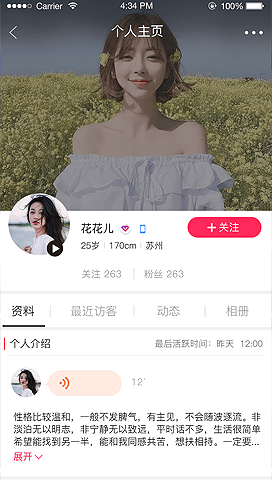 Carrier 4:34 PM 100%
个人主页
花花儿
+ 关注
25岁 170cm 苏州
关注 263 粉丝 263
资料 最近访客 动态 相册
个人介绍 最后活跃时间：昨天 12:00
12"
性格比较温和，一般不发脾气，有主见，不会随波逐流。非
淡泊无以明志，非宁静无以致远，平时话不多，生活很简单
希望能找到另一半，能和我同感共苦，想扶相持。一定要...
展开